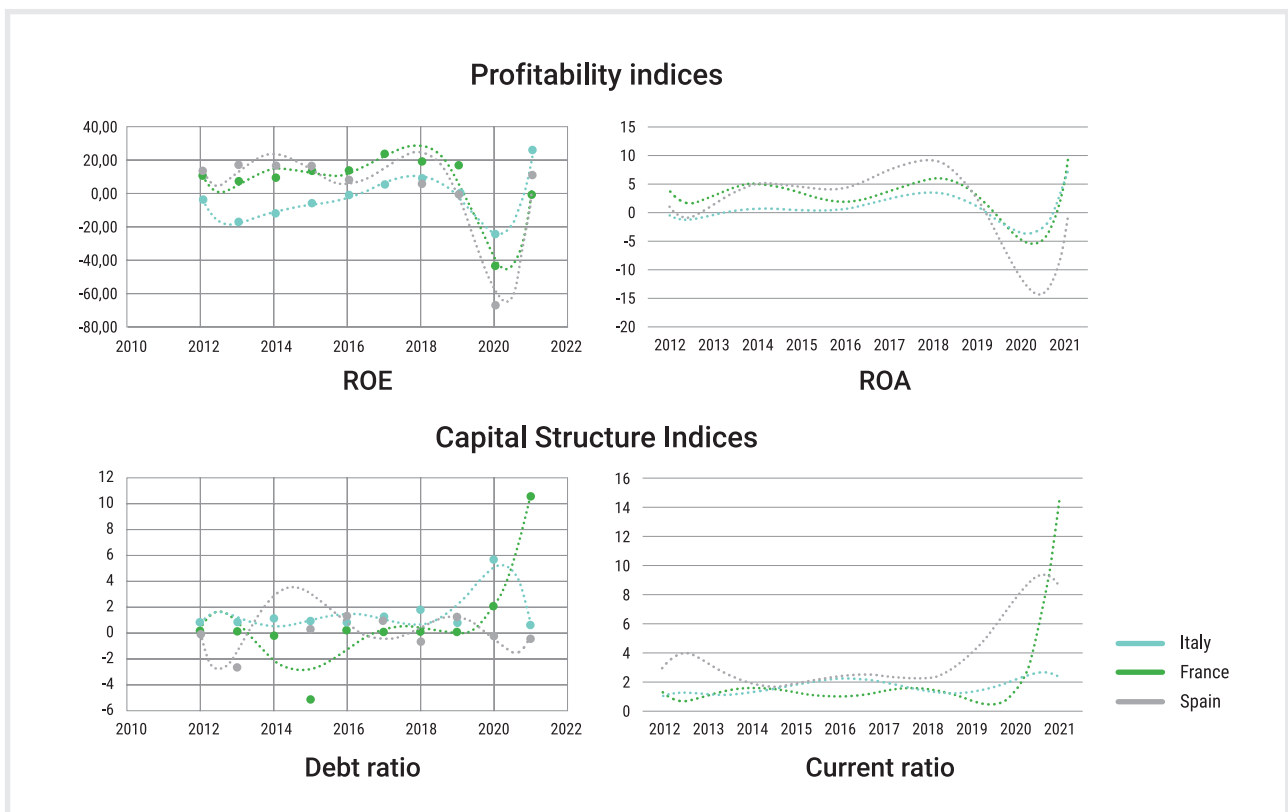 Profitability indices
40,00
20,00
0,00
-20,00
-40,00
-60,00
-80,00
2010 2012 2014 2016 2018 2020 2022
ROE
15
10
5
0
-5
-10
-15
-20
2012 2013 2014 2015 2016 2017 2018 2019 2020 2021
ROA
Capital Structure Indices
12
10
8
6
4
2
0
-2
-4
-6
2010 2012 2014 2016 2018 2020 2022
Debt ratio
16
14
12
10
8
6
4
2
0
2012 2013 2014 2015 2016 2017 2018 2019 2020 2021
Current ratio
Italy
France
Spain